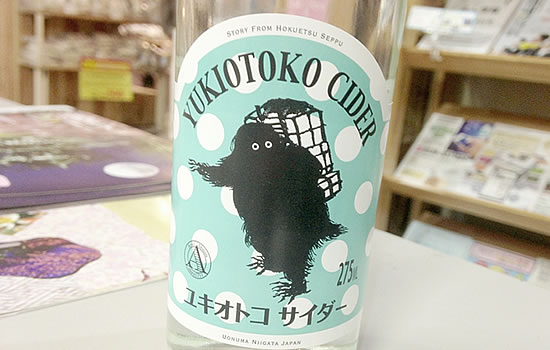 STORY FROM HOKUETSU SEPPU
YUKIOTOKO CIDER
A
275ML
ユキオトコ サイダー
UONUMA NIIGATA JAPAN